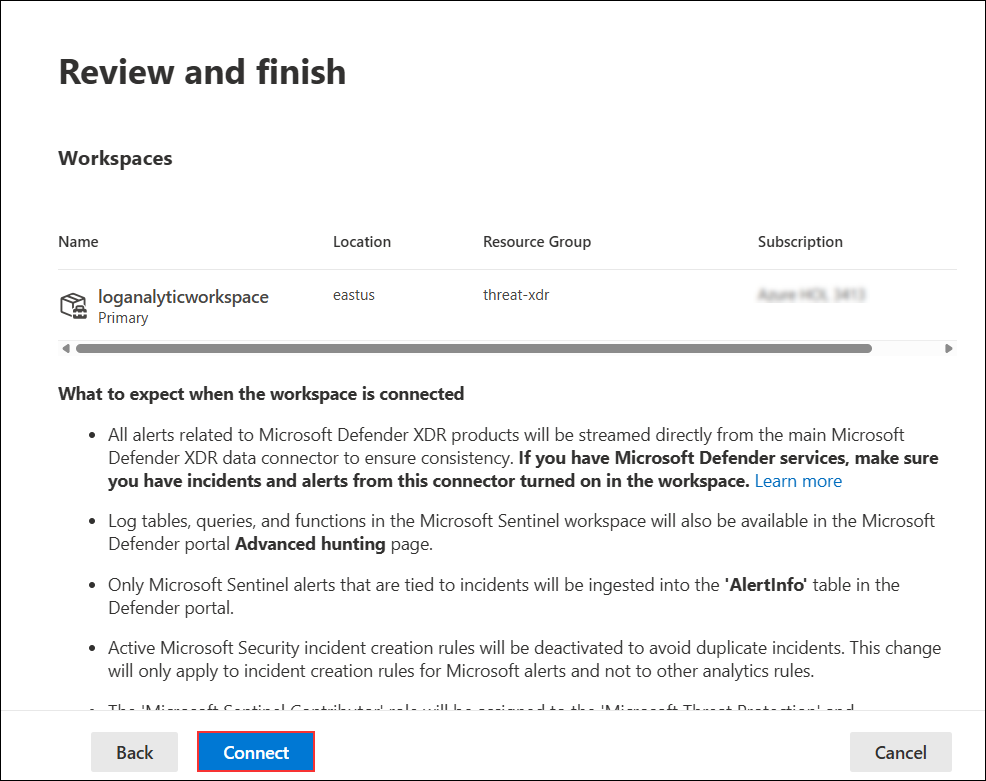 Review and finish
Workspaces
Name Location Resource Group Subscription
loganalyticworkspace eastus threat-xdr
Primary
What to expect when the workspace is connected
• All alerts related to Microsoft Defender XDR products will be streamed directly from the main Microsoft
Defender XDR data connector to ensure consistency. If you have Microsoft Defender services, make sure
you have incidents and alerts from this connector turned on in the workspace. Learn more
• Log tables, queries, and functions in the Microsoft Sentinel workspace will also be available in the Microsoft
Defender portal Advanced hunting page.
• Only Microsoft Sentinel alerts that are tied to incidents will be ingested into the 'AlertInfo' table in the
Defender portal.
• Active Microsoft Security incident creation rules will be deactivated to avoid duplicate incidents. This change
will only apply to incident creation rules for Microsoft alerts and not to other analytics rules.
• The 'Microsoft Sentinel Contributor' role will be assigned to the 'Microsoft Threat Protection' and
Back Connect Cancel